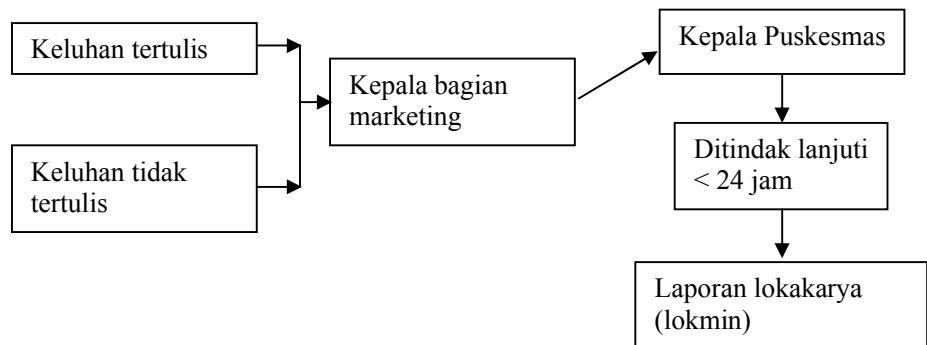 Keluhan tertulis
Keluhan tidak
tertulis
Kepala bagian
marketing
Kepala Puskesmas
Ditindak lanjuti
< 24 jam
Laporan lokakarya
(lokmin)